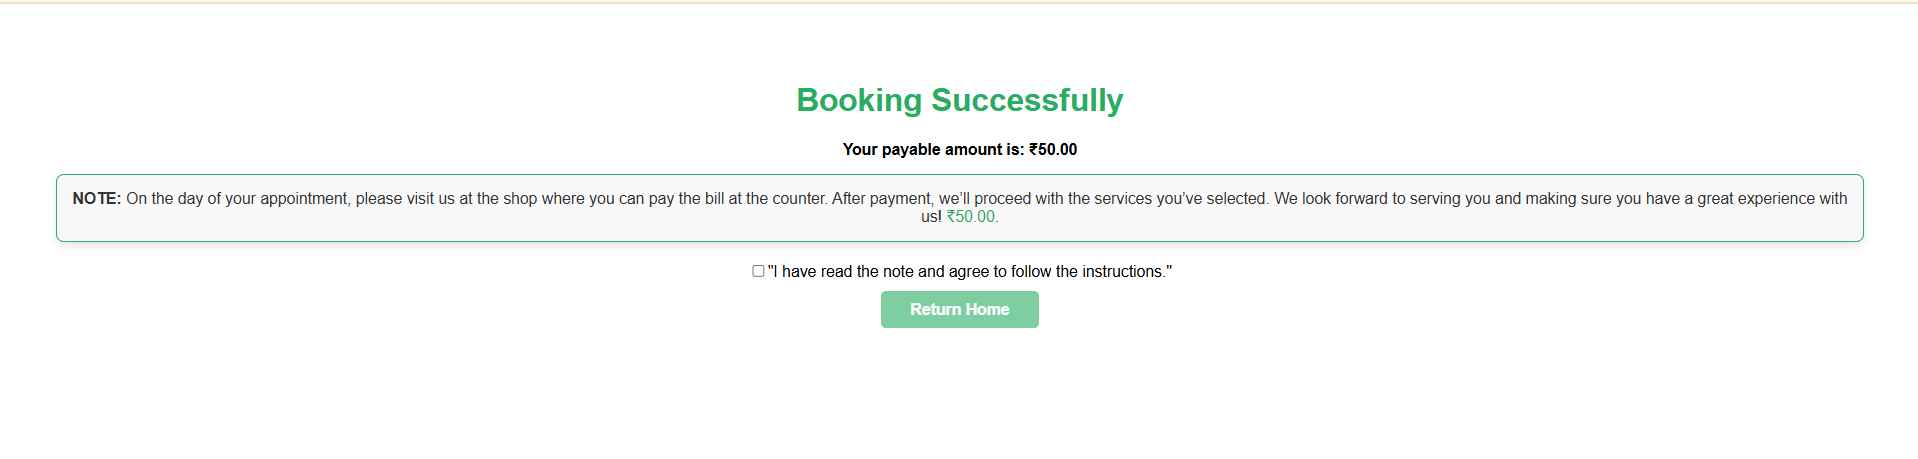 Booking Successfully
Your payable amount is: ₹50.00
NOTE: On the day of your appointment, please visit us at the shop where you can pay the bill at the counter. After payment, we’ll proceed with the services you’ve selected. We look forward to serving you and making sure you have a great experience with
us! ₹50.00.
"I have read the note and agree to follow the instructions."
Return Home